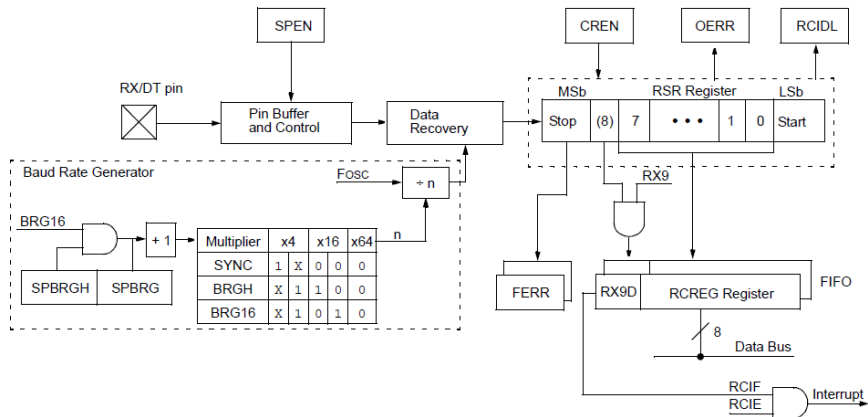 SPEN
CREN
OERR
RCIDL
RX/DT pin
MSb
RSR Register
LSb
Pin Buffer
and Control
Data
Recovery
Stop (8) 7 • • • 1 0 Start
Baud Rate Generator
FOSC
÷ n
RX9
BRG16
+ 1
n
Multiplier x4 x16 x64
SYNC 1 X 0 0 0
BRGH X 1 1 0 0
BRG16 X 1 0 1 0
SPBRGH SPBRG
FERR
RX9D RCREG Register
FIFO
8
Data Bus
RCIF
RCIE
Interrupt